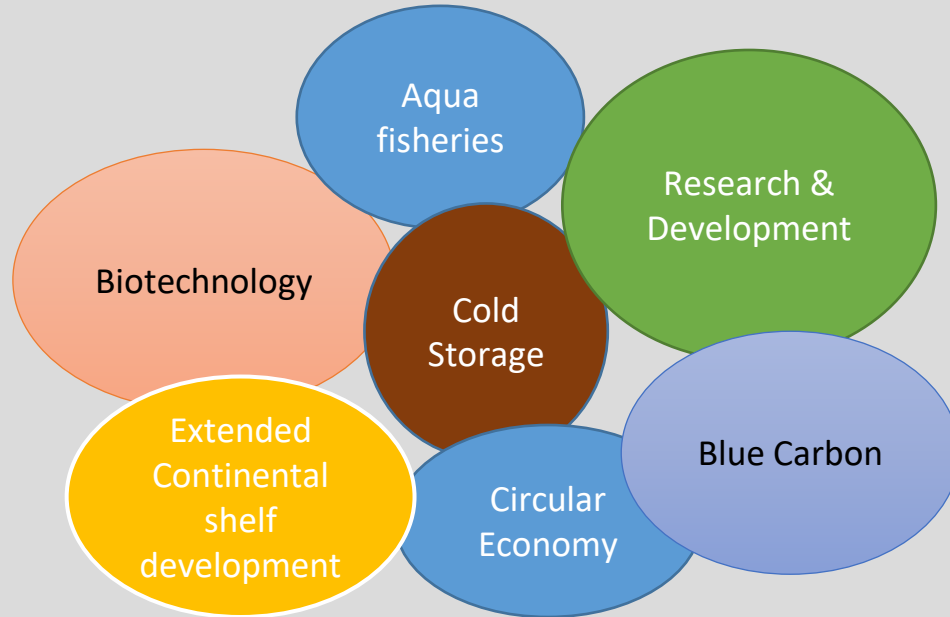 Aqua
fisheries
Research &
Development
Biotechnology
Cold
Storage
Extended
Continental
shelf
development
Circular
Economy
Blue Carbon